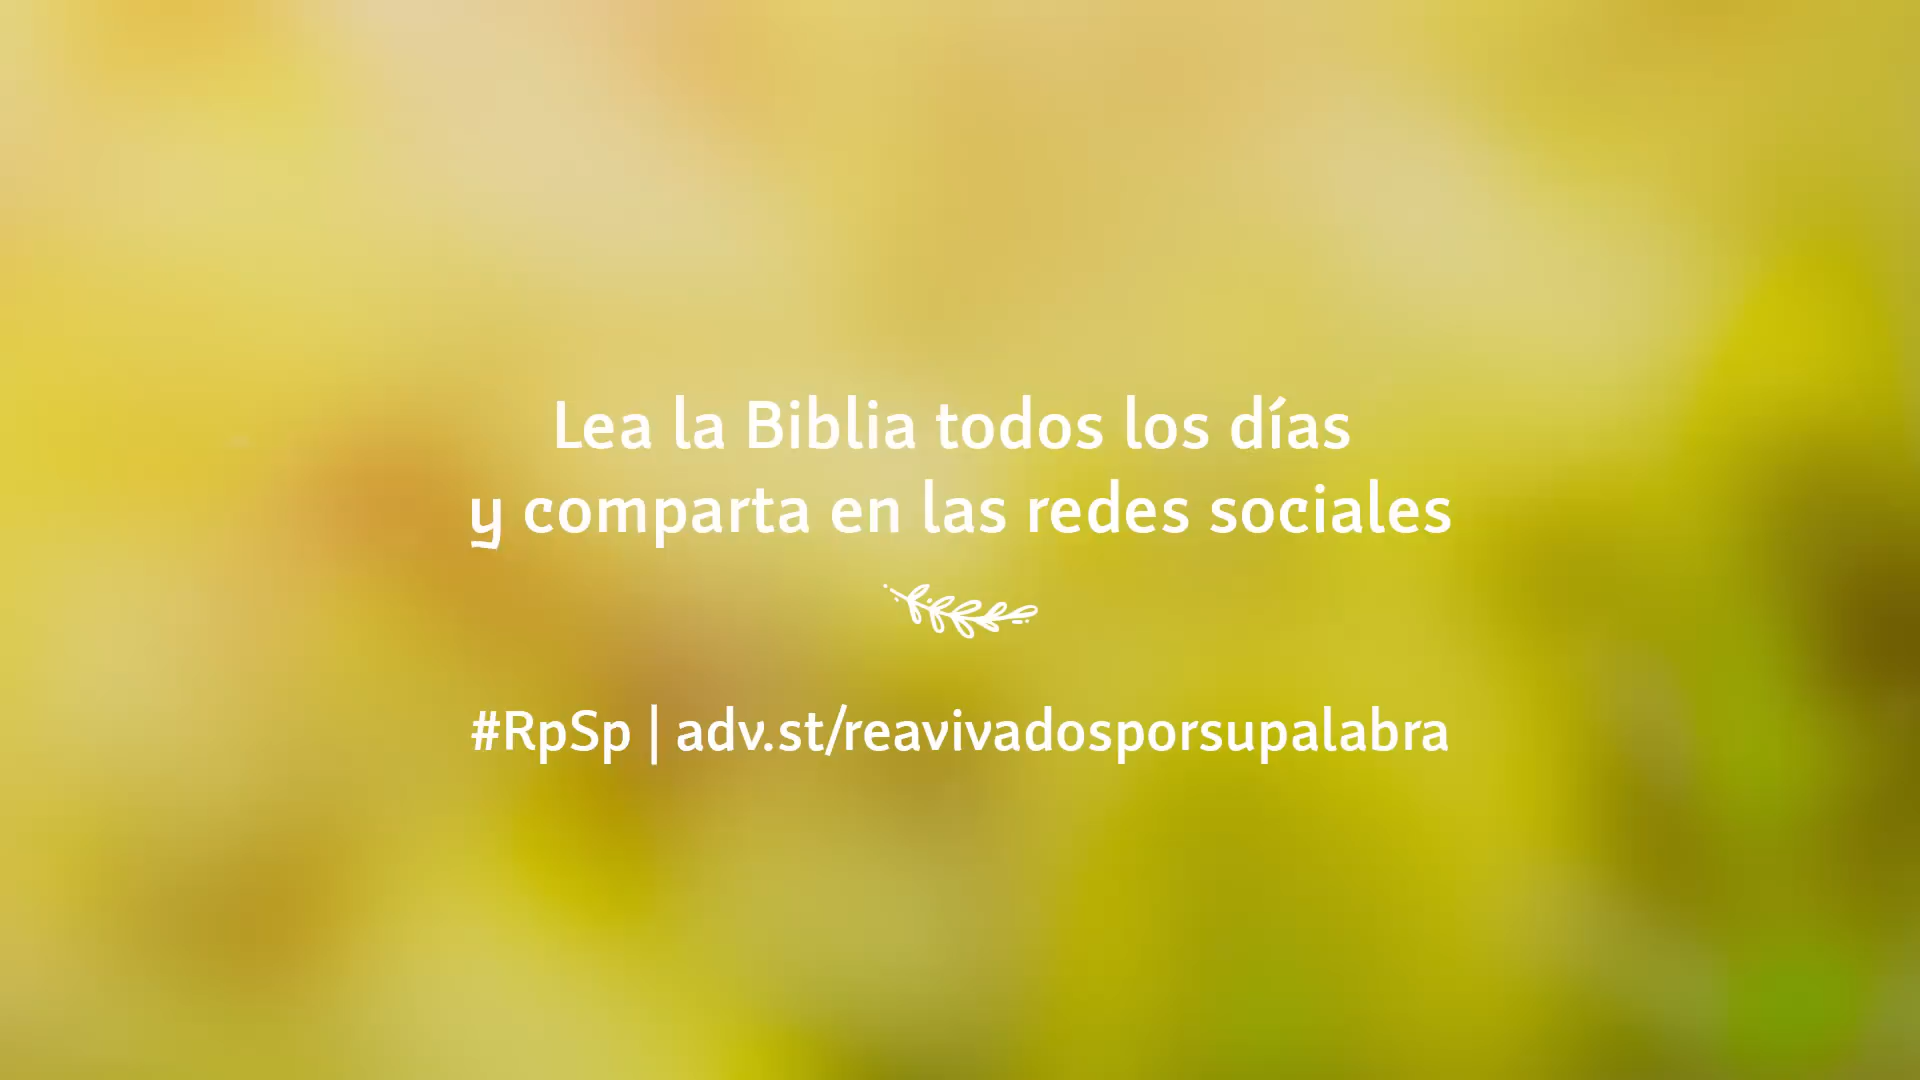 Lea la Biblia todos los días
y comparta en las redes sociales
#RpSp | adv.st/reavivadosporsupalabra